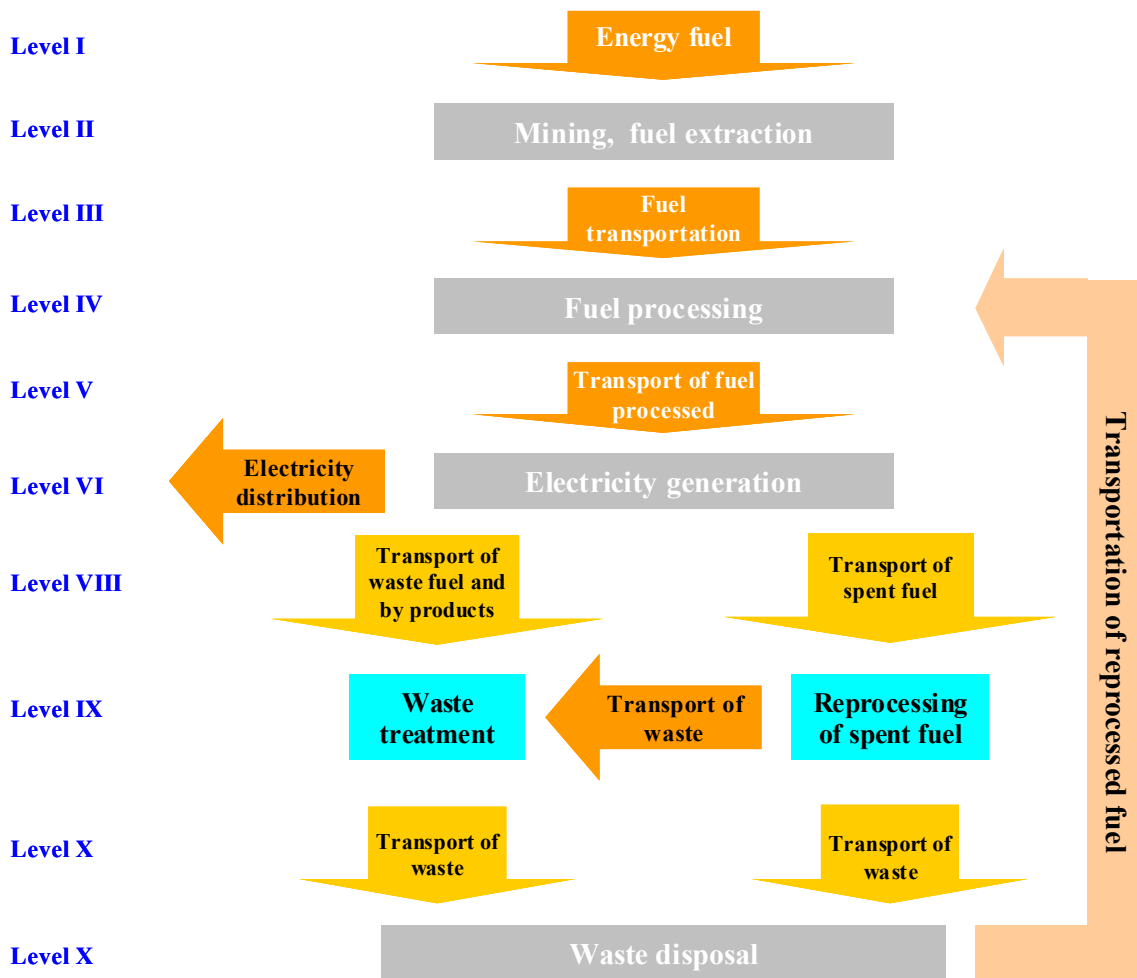 Level I
Energy fuel
Level II
Mining, fuel extraction
Level III
Fuel
transportation
Level IV
Fuel processing
Level V
Transport of fuel
processed
Level VI
Electricity
distribution
Electricity generation
Level VIII
Transport of
waste fuel and
by products
Transport of
spent fuel
Level IX
Waste
treatment
Transport of
waste
Reprocessing
of spent fuel
Level X
Transport of
waste
Transport of
waste
Level X
Waste disposal
Transportation of reprocessed fuel